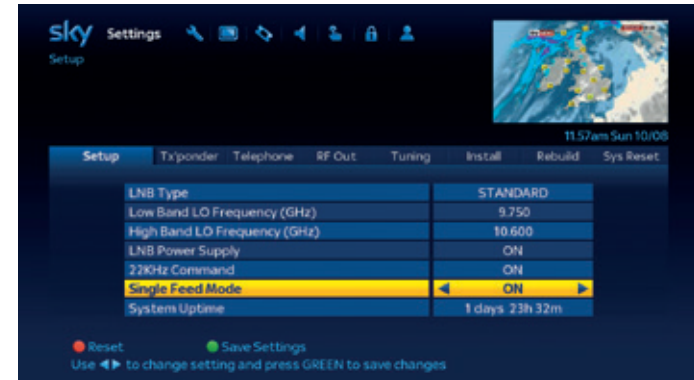 sky Settings
Setup
11.57am Sun 10/08
Setup Tx'ponder Telephone RF Out Tuning Install Rebuild Sys Reset
LNB Type STANDARD
Low Band LO Frequency (GHz) 9.750
High Band LO Frequency (GHz) 10.600
LNB Power Supply ON
22KHz Command ON
Single Feed Mode ◀ ON ▶
System Uptime 1 days 23h 32m
Reset Save Settings
Use ◀▶ to change setting and press GREEN to save changes